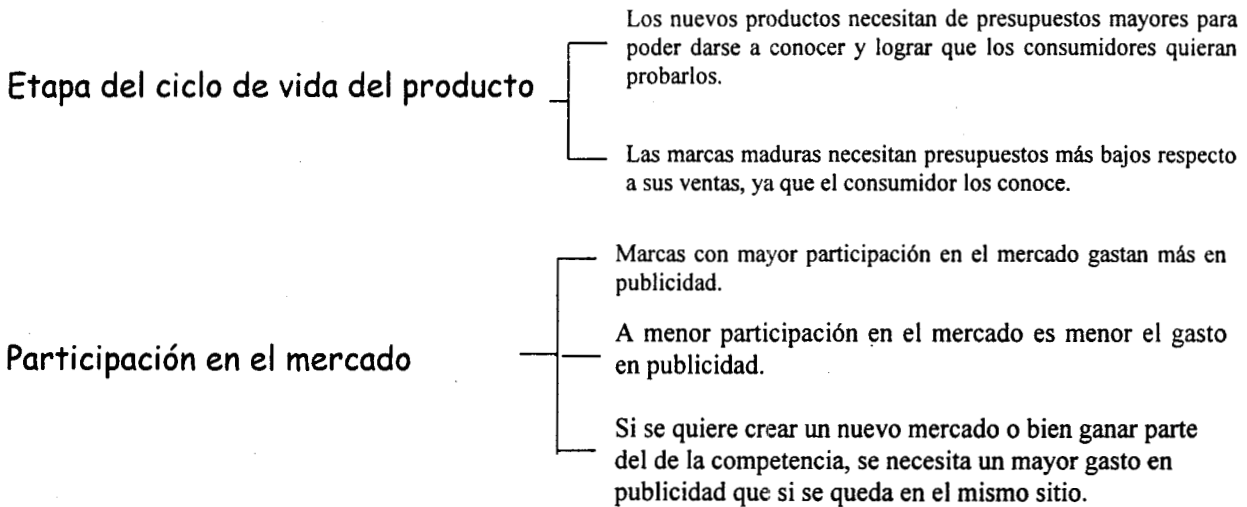 Etapa del ciclo de vida del producto
Los nuevos productos necesitan de presupuestos mayores para
poder darse a conocer y lograr que los consumidores quieran
probarlos.
Las marcas maduras necesitan presupuestos más bajos respecto
a sus ventas, ya que el consumidor los conoce.
Participación en el mercado
Marcas con mayor participación en el mercado gastan más en
publicidad.
A menor participación en el mercado es menor el gasto
en publicidad.
Si se quiere crear un nuevo mercado o bien ganar parte
del de la competencia, se necesita un mayor gasto en
publicidad que si se queda en el mismo sitio.